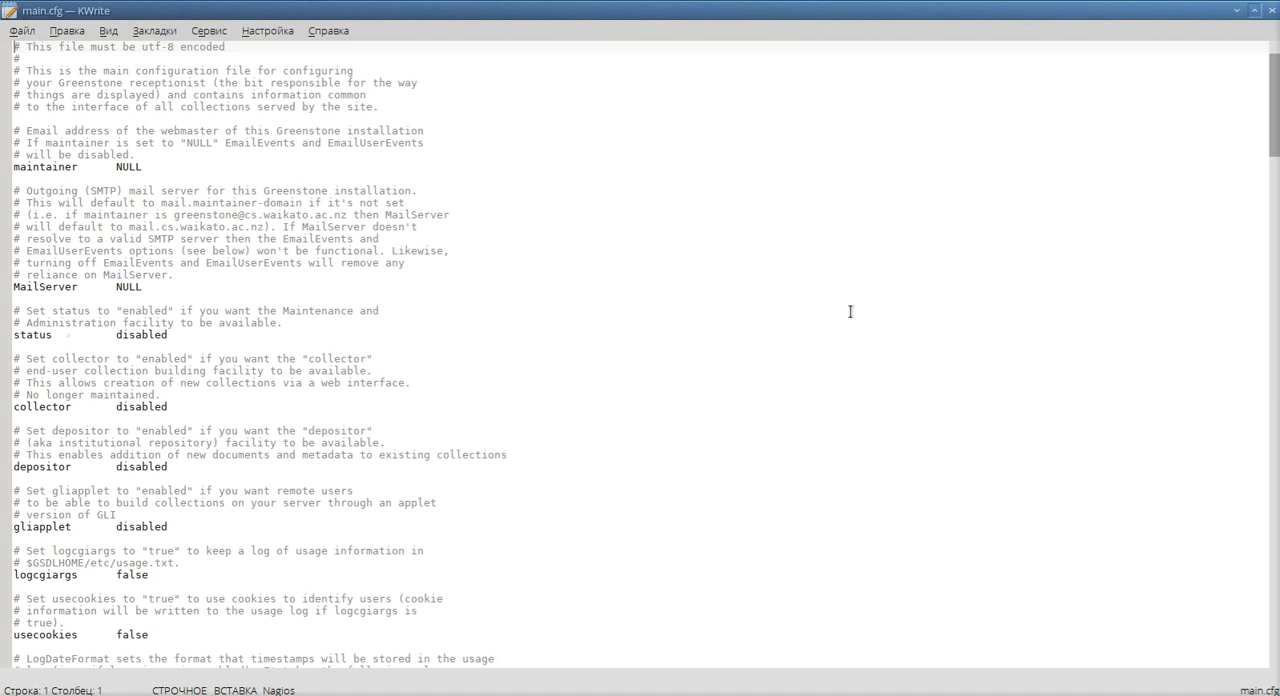 main.cfg — KWrite
Файл Правка Вид Закладки Сервис Настройка Справка
# This file must be utf-8 encoded
#
# This is the main configuration file for configuring
# your Greenstone receptionist (the bit responsible for the way
# things are displayed) and contains information common
# to the interface of all collections served by the site.
# Email address of the webmaster of this Greenstone installation
# If maintainer is set to "NULL" EmailEvents and EmailUserEvents
# will be disabled.
maintainer NULL
# Outgoing (SMTP) mail server for this Greenstone installation.
# This will default to mail.maintainer-domain if it's not set
# (i.e. if maintainer is greenstone@cs.waikato.ac.nz then MailServer
# will default to mail.cs.waikato.ac.nz). If MailServer doesn't
# resolve to a valid SMTP server then the EmailEvents and
# EmailUserEvents options (see below) won't be functional. Likewise,
# turning off EmailEvents and EmailUserEvents will remove any
# reliance on MailServer.
MailServer NULL
# Set status to "enabled" if you want the Maintenance and
# Administration facility to be available.
status disabled
# Set collector to "enabled" if you want the "collector"
# end-user collection building facility to be available.
# This allows creation of new collections via a web interface.
# No longer maintained.
collector disabled
# Set depositor to "enabled" if you want the "depositor"
# (aka institutional repository) facility to be available.
# This enables addition of new documents and metadata to existing collections
depositor disabled
# Set gliapplet to "enabled" if you want remote users
# to be able to build collections on your server through an applet
# version of GLI
gliapplet disabled
# Set logcgiargs to "true" to keep a log of usage information in
# $GSDLHOME/etc/usage.txt.
logcgiargs false
# Set usecookies to "true" to use cookies to identify users (cookie
# information will be written to the usage log if logcgiargs is
# true).
usecookies false
# LogDateFormat sets the format that timestamps will be stored in the usage
Строка: 1 Столбец: 1 СТРОЧНОЕ ВСТАВКА Nagios main.cfg